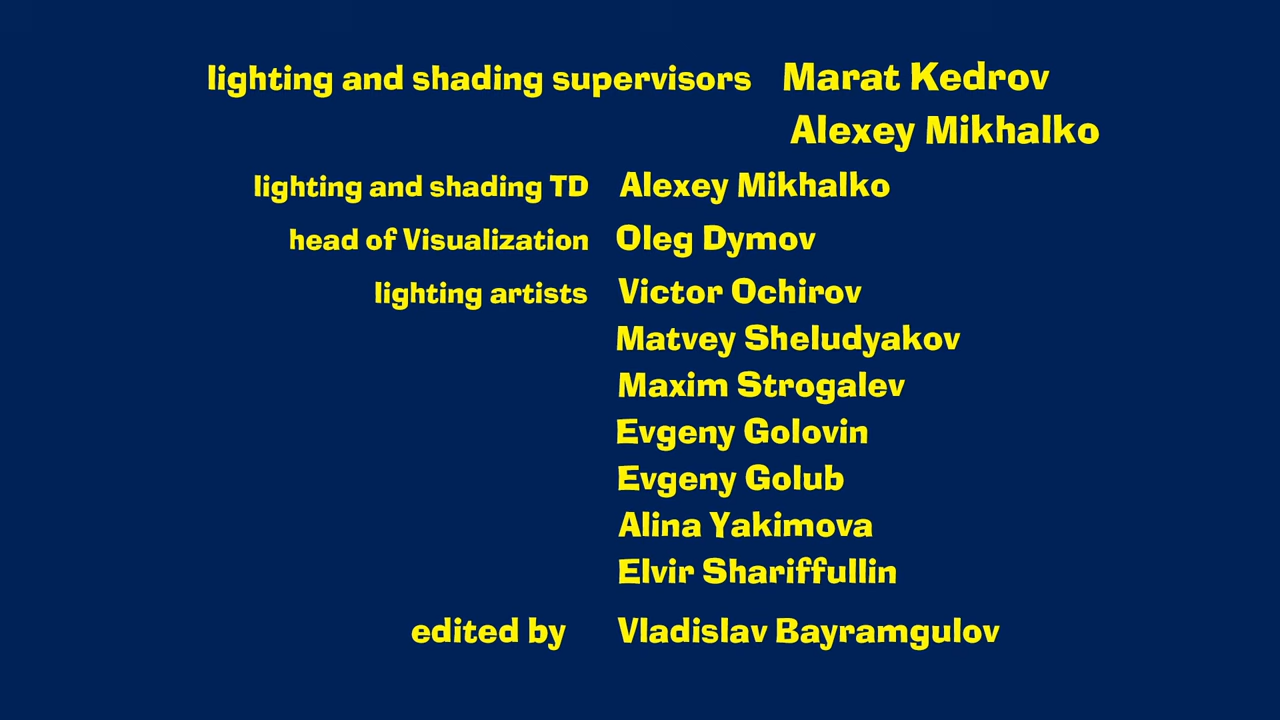 lighting and shading supervisors Marat Kedrov
Alexey Mikhalko
lighting and shading TD Alexey Mikhalko
head of Visualization Oleg Dymov
lighting artists Victor Ochirov
Matvey Sheludyakov
Maxim Strogalev
Evgeny Golovin
Evgeny Golub
Alina Yakimova
Elvir Shariffullin
edited by Vladislav Bayramgulov